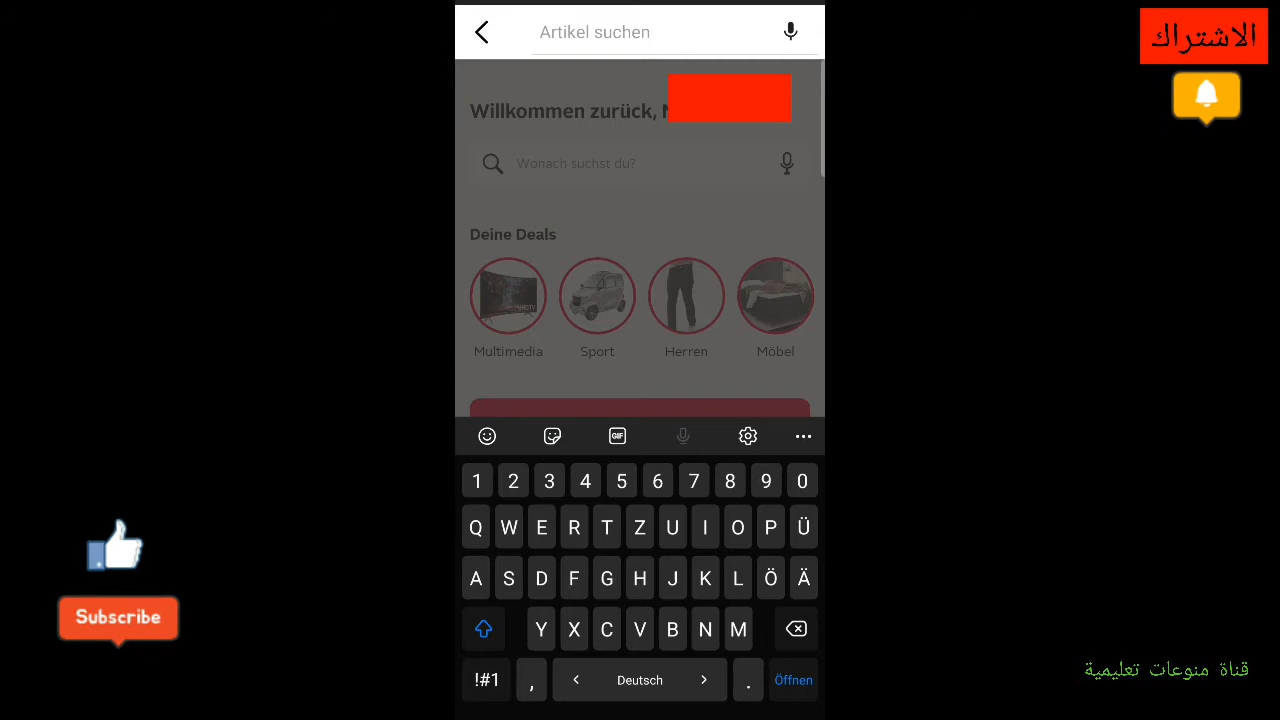 Artikel suchen
الاشتراك
Willkommen zurück,
Wonach suchst du?
Deine Deals
Multimedia Sport Herren Möbel
GIF
1 2 3 4 5 6 7 8 9 0
Q W E R T Z U I O P Ü
A S D F G H J K L Ö Ä
Y X C V B N M
!#1 , < Deutsch > . Öffnen
Subscribe
قناة منوعات تعليمية